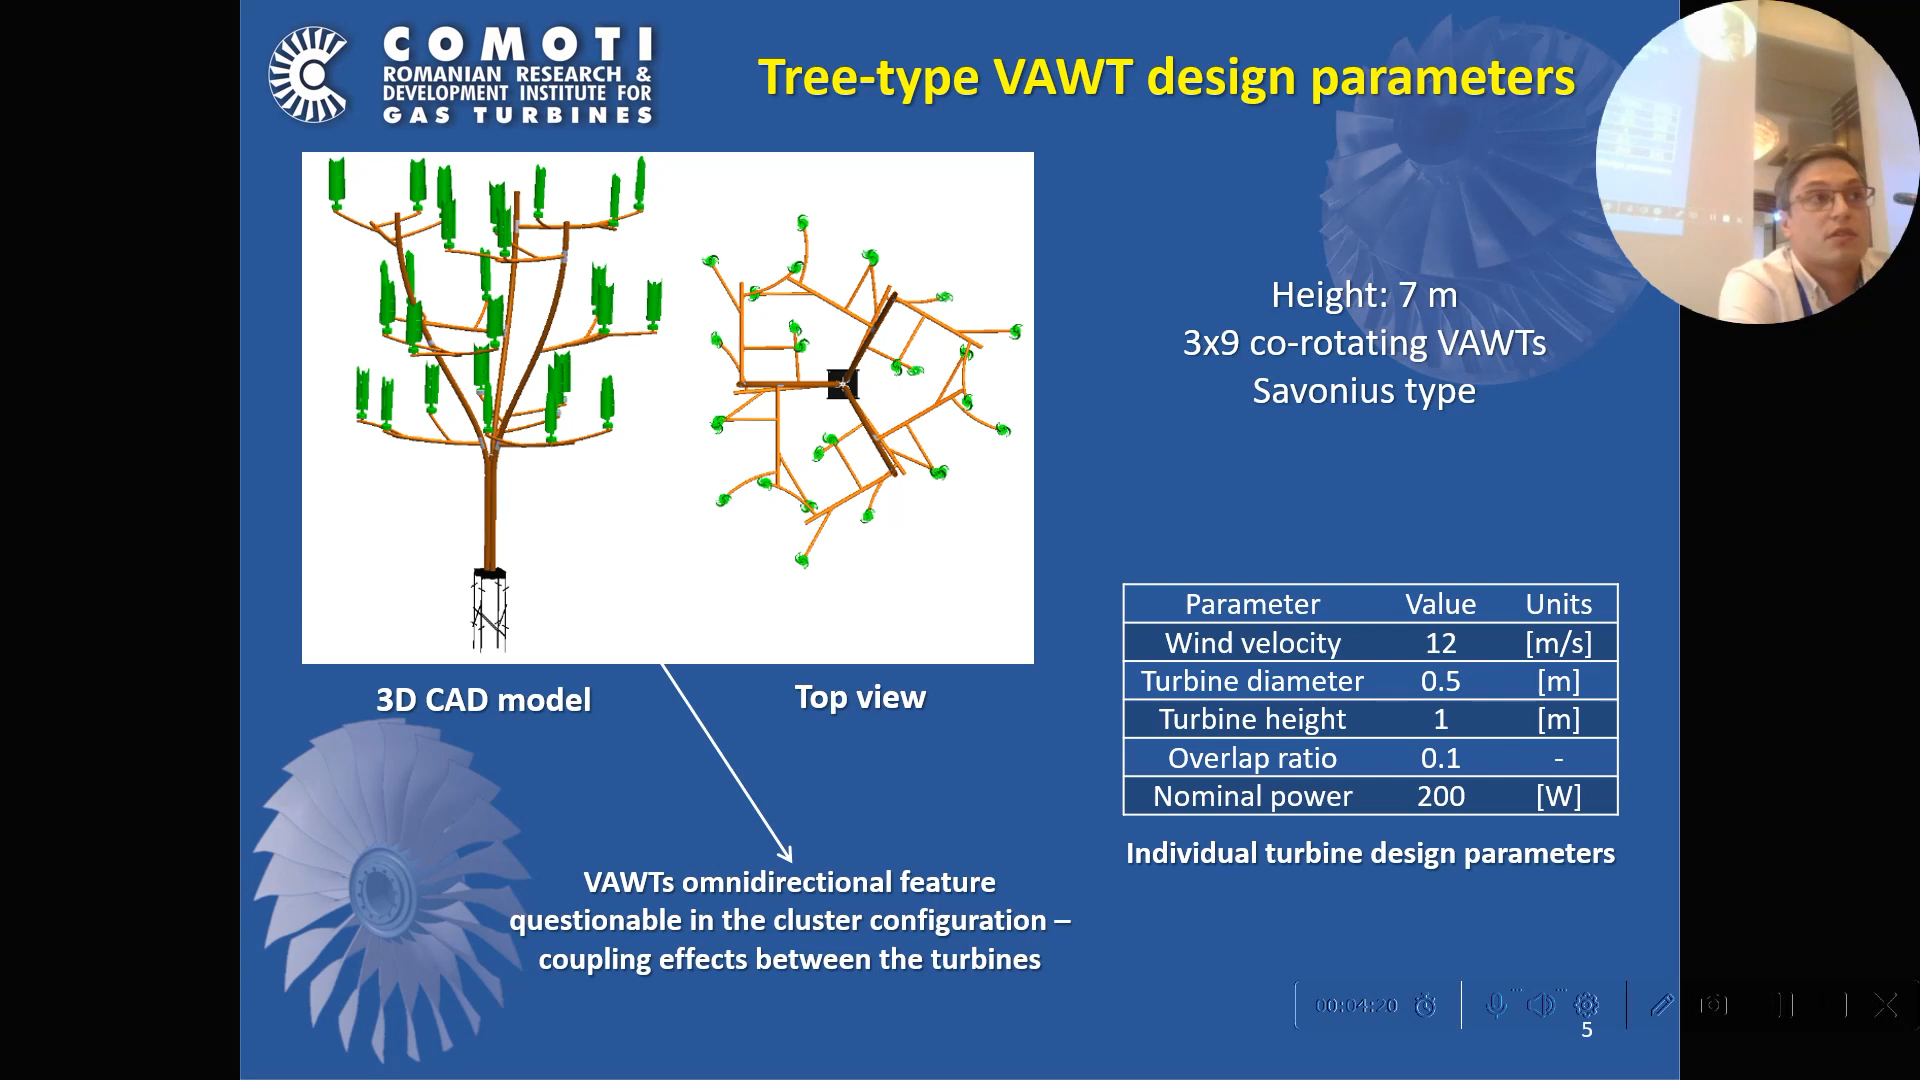 COMOTI
ROMANIAN RESEARCH &
DEVELOPMENT INSTITUTE FOR
GAS TURBINES
Tree-type VAWT design parameters
Height: 7 m
3x9 co-rotating VAWTs
Savonius type
3D CAD model
Top view
Parameter Value Units
Wind velocity 12 [m/s]
Turbine diameter 0.5 [m]
Turbine height 1 [m]
Overlap ratio 0.1 -
Nominal power 200 [W]
Individual turbine design parameters
VAWTs omnidirectional feature
questionable in the cluster configuration –
coupling effects between the turbines
00:04:20
5